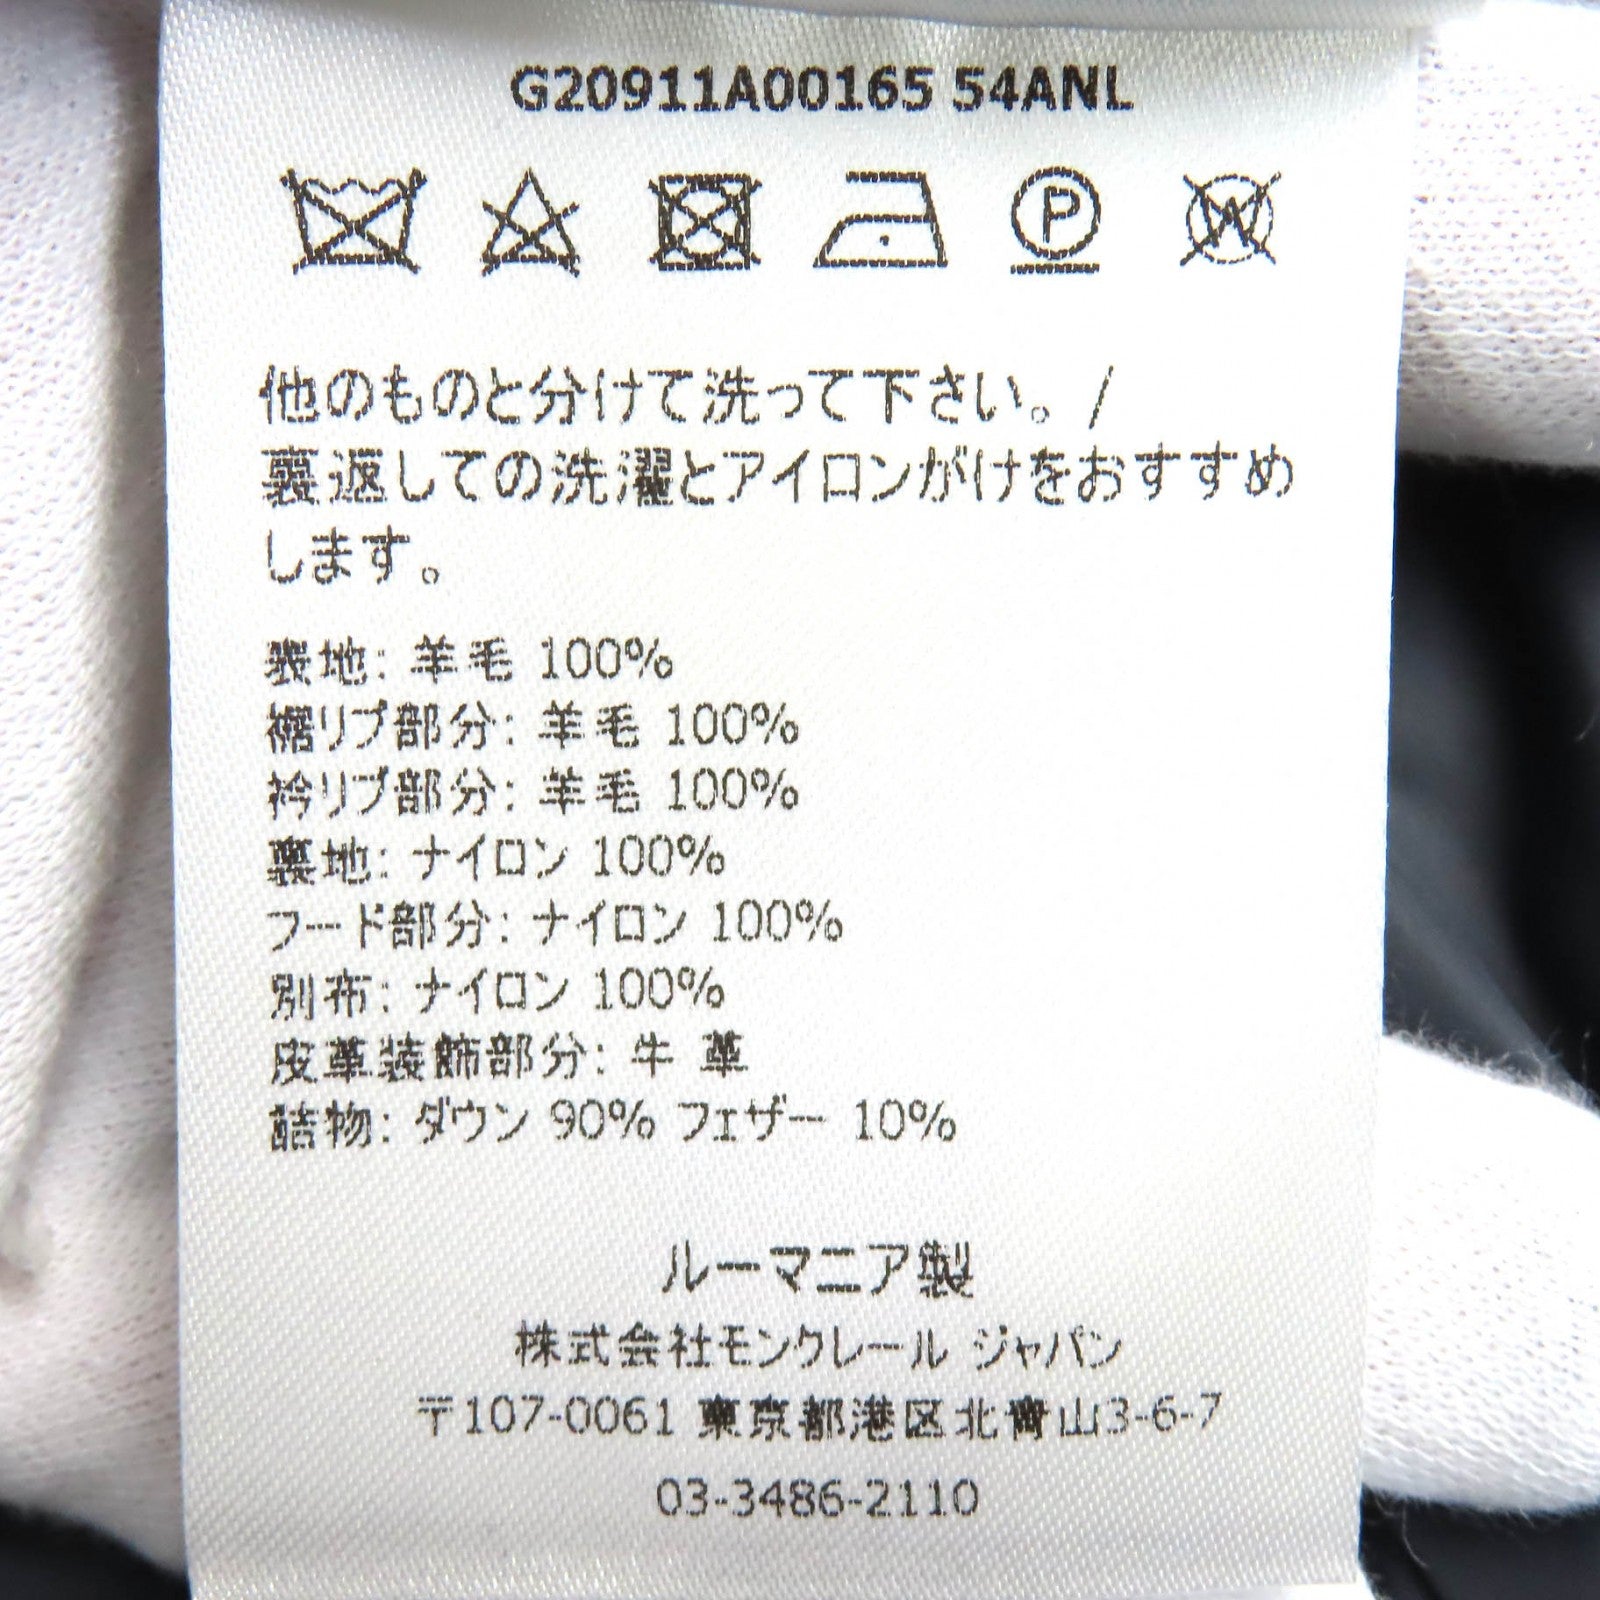 G20911A00165 54ANL
他のものと分けて洗って下さい。/
裏返しての洗濯とアイロンがけをおすすめ
します。
表地: 羊毛 100%
裾リブ部分: 羊毛 100%
衿リブ部分: 羊毛 100%
裏地: ナイロン 100%
フード部分: ナイロン 100%
別布: ナイロン 100%
皮革装飾部分: 牛 革
詰物: ダウン 90% フェザー 10%
ルーマニア製
株式会社モンクレール ジャパン
〒107-0061 東京都港区北青山3-6-7
03-3486-2110